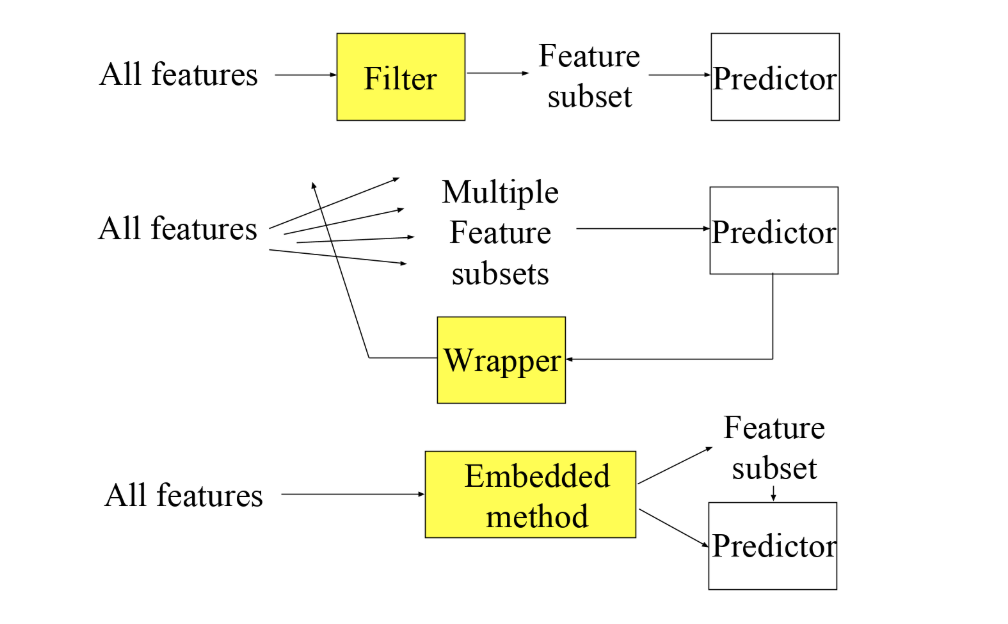 All features
Filter
Feature
subset
Predictor
All features
Multiple
Feature
subsets
Predictor
Wrapper
All features
Embedded
method
Feature
subset
Predictor